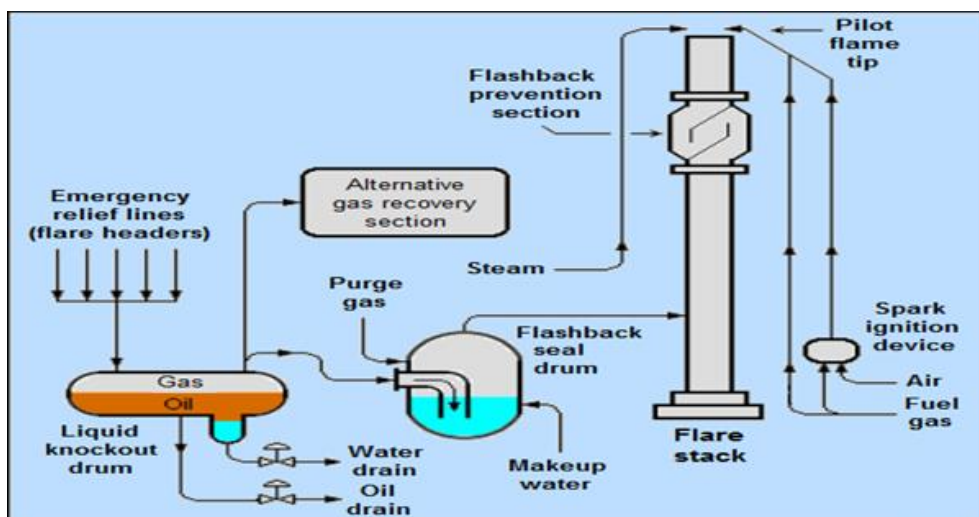 Pilot
flame
tip
Flashback
prevention
section
Alternative
gas recovery
section
Emergency
relief lines
(flare headers)
Steam
Purge
gas
Flashback
seal
drum
Spark
ignition
device
Gas
Oil
Air
Fuel
gas
Liquid
knockout
drum
Water
drain
Oil
drain
Makeup
water
Flare
stack